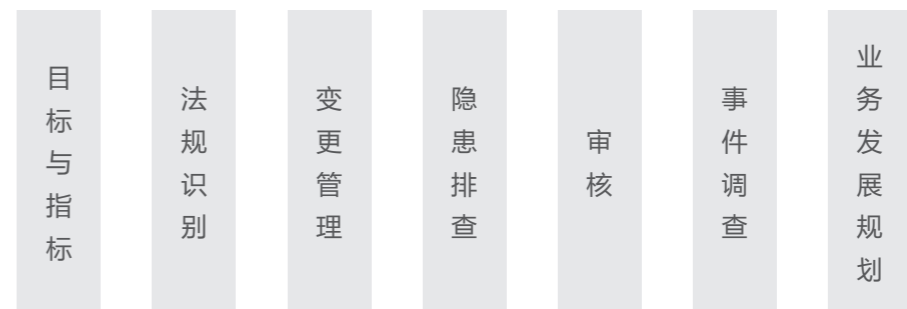 目标与指标
法规识别
变更管理
隐患排查
审核
事件调查
业务发展规划